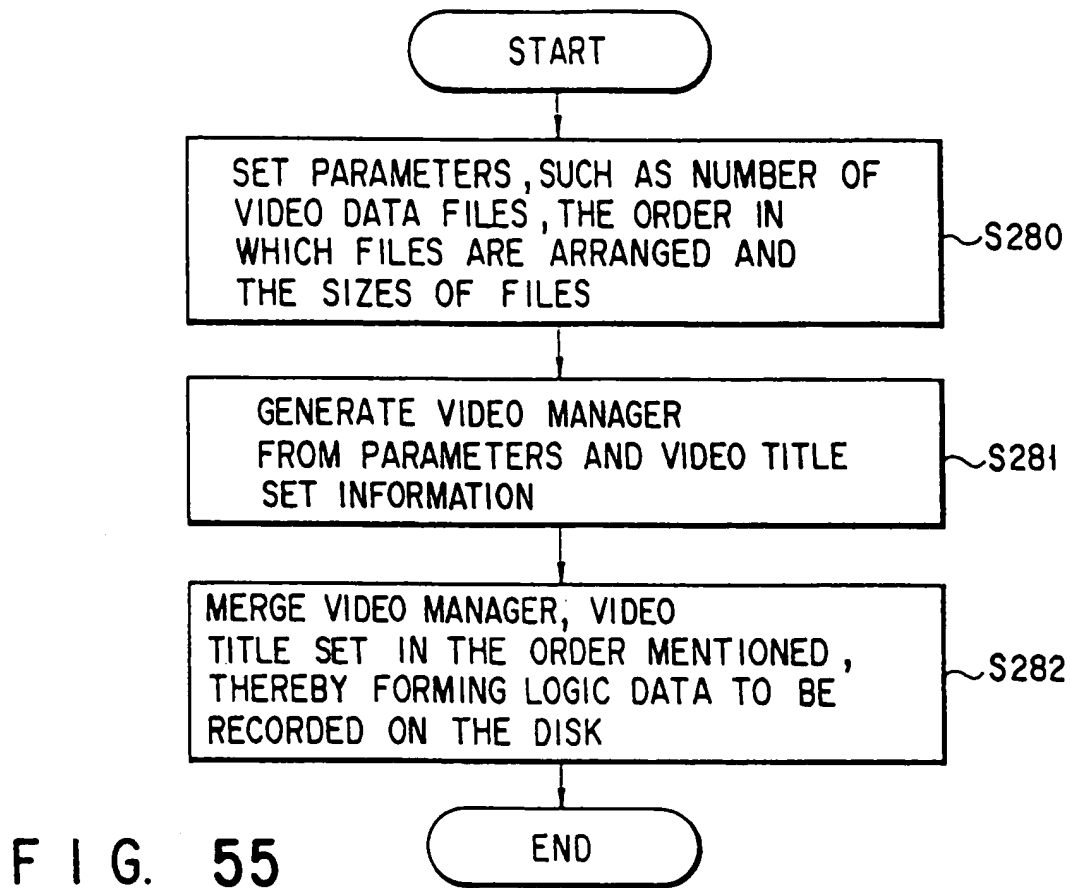 START
SET PARAMETERS, SUCH AS NUMBER OF
VIDEO DATA FILES, THE ORDER IN
WHICH FILES ARE ARRANGED AND
THE SIZES OF FILES
S280
GENERATE VIDEO MANAGER
FROM PARAMETERS AND VIDEO TITLE
SET INFORMATION
S281
MERGE VIDEO MANAGER, VIDEO
TITLE SET IN THE ORDER MENTIONED,
THEREBY FORMING LOGIC DATA TO BE
RECORDED ON THE DISK
S282
END
FIG. 55